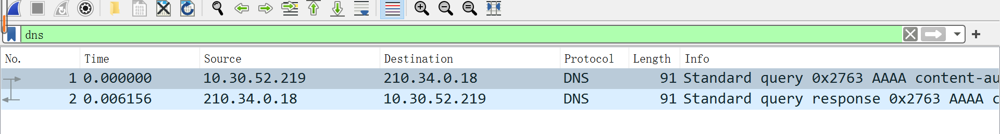 dns
No. Time Source Destination Protocol Length Info
1 0.000000 10.30.52.219 210.34.0.18 DNS 91 Standard query 0x2763 AAAA content-au
2 0.006156 210.34.0.18 10.30.52.219 DNS 91 Standard query response 0x2763 AAAA c